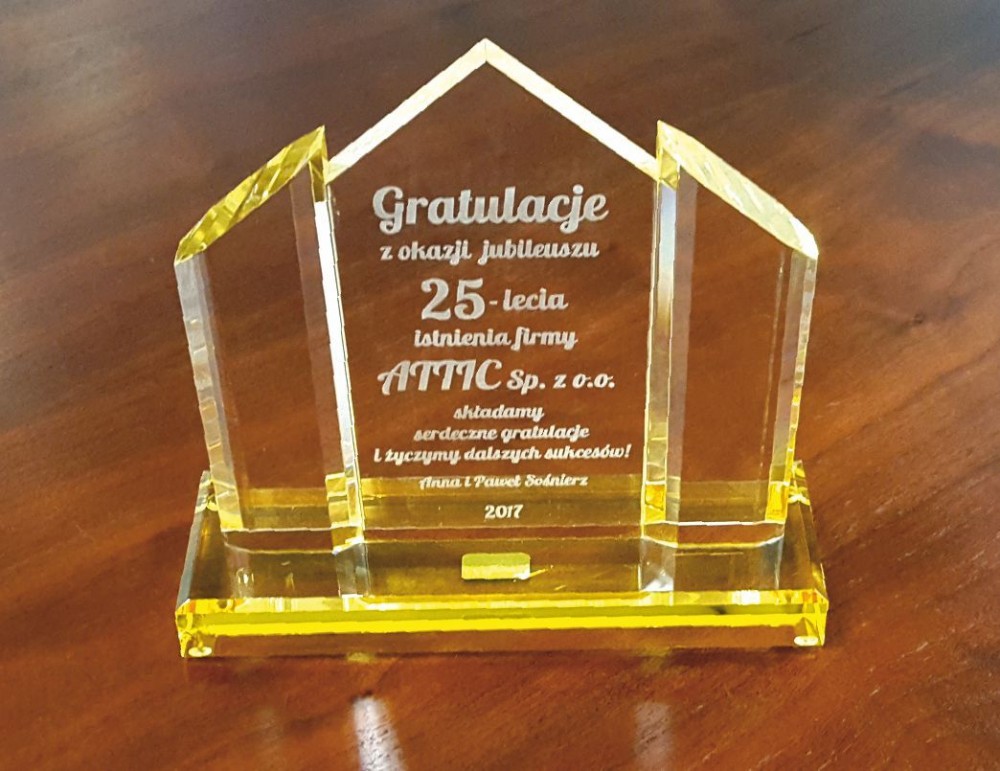 Gratulacje
z okazji jubileuszu
25-lecia
istnienia firmy
ATTIC Sp. z o.o.
składamy
serdeczne gratulacje
i życzymy dalszych sukcesów!
Anna i Paweł Sośnierz
2017